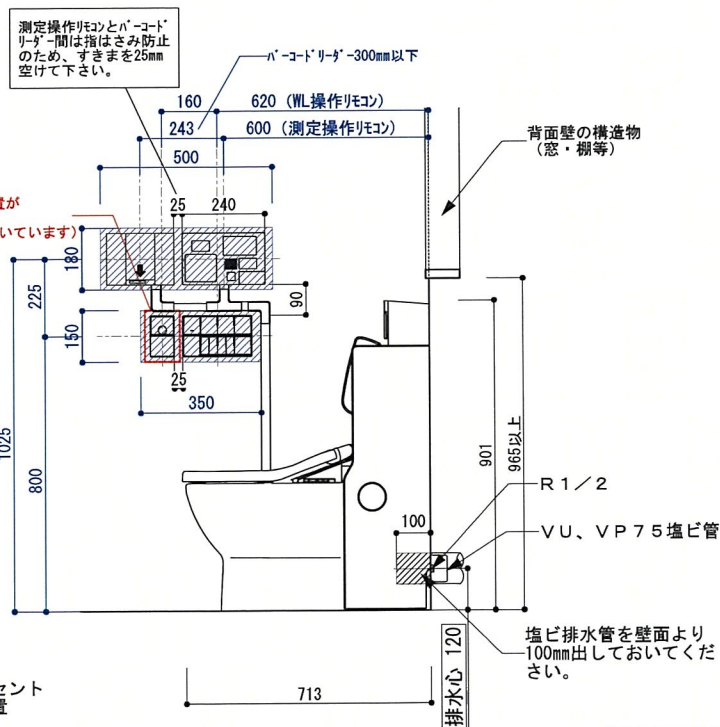 測定操作リモコンとバーコード
リーダー間は指はさみ防止
のため、すきまを25mm
空けて下さい。
バーコードリーダー300mm以下
160
620 (WL操作リモコン)
243
600 (測定操作リモコン)
500
背面壁の構造物
(窓・棚等)
置が
いています)
25
240
180
225
90
150
25
350
1025
800
901
965以上
R1/2
100
VU、VP75塩ビ管
排水心 120
塩ビ排水管を壁面より
100mm出しておいてくだ
さい。
713
セント
置